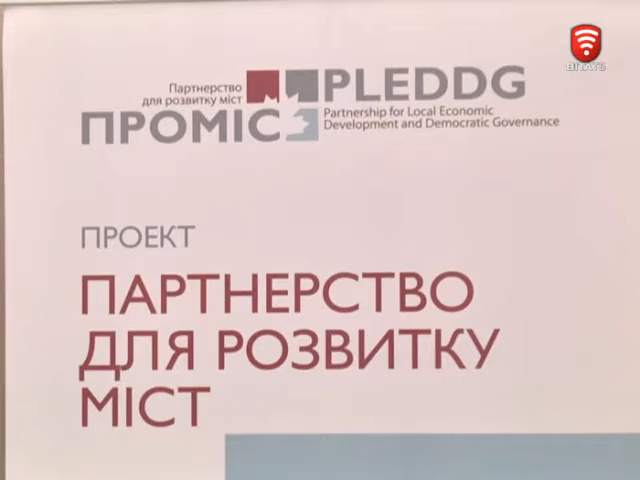 ВІТАТБ
Партнерство
для розвитку міст
ПРОМІС
PLEDDG
Partnership for Local Economic
Development and Democratic Governance
ПРОЕКТ
ПАРТНЕРСТВО
ДЛЯ РОЗВИТКУ
МІСТ